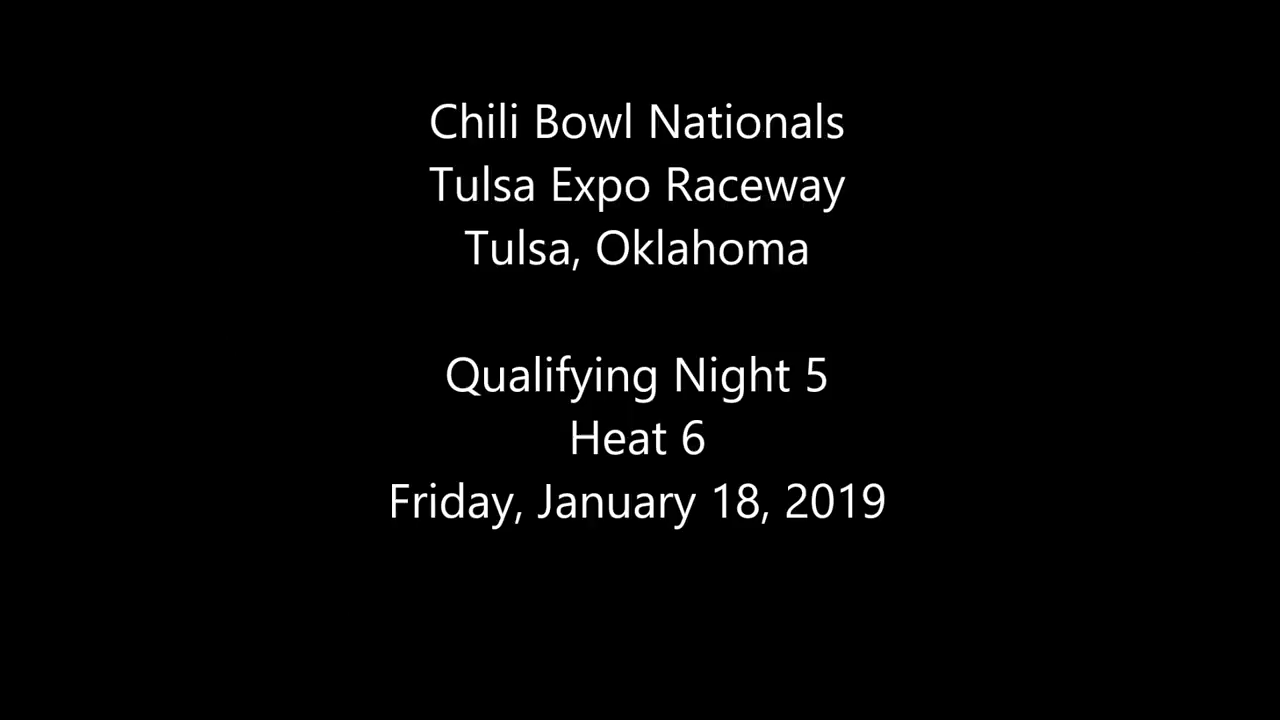 Chili Bowl Nationals
Tulsa Expo Raceway
Tulsa, Oklahoma
Qualifying Night 5
Heat 6
Friday, January 18, 2019